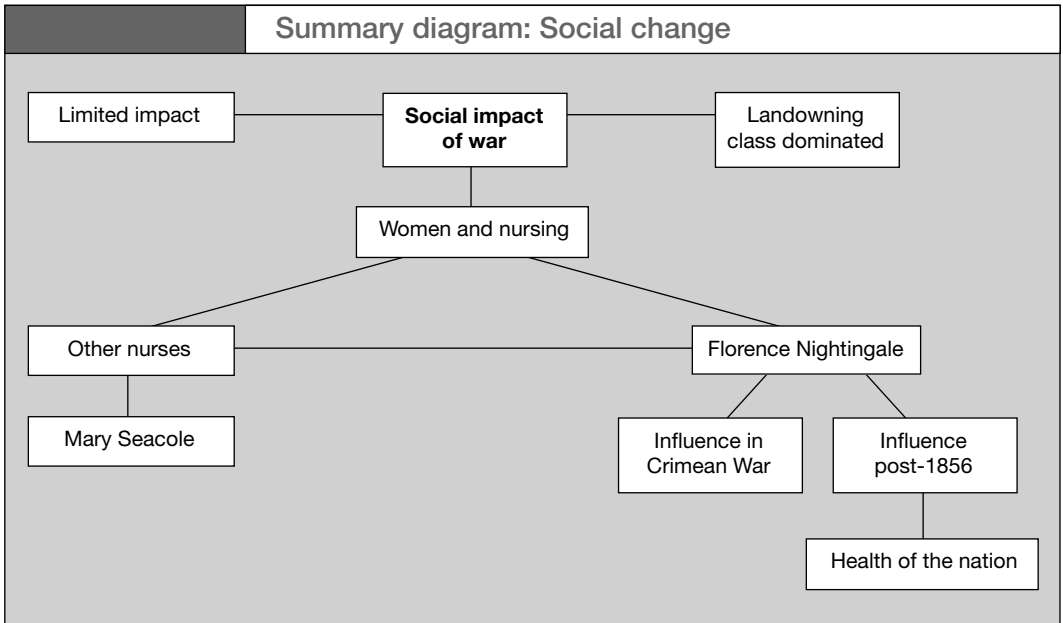 Summary diagram: Social change
Limited impact
Social impact
of war
Landowning
class dominated
Women and nursing
Other nurses
Florence Nightingale
Mary Seacole
Influence in
Crimean War
Influence
post-1856
Health of the nation